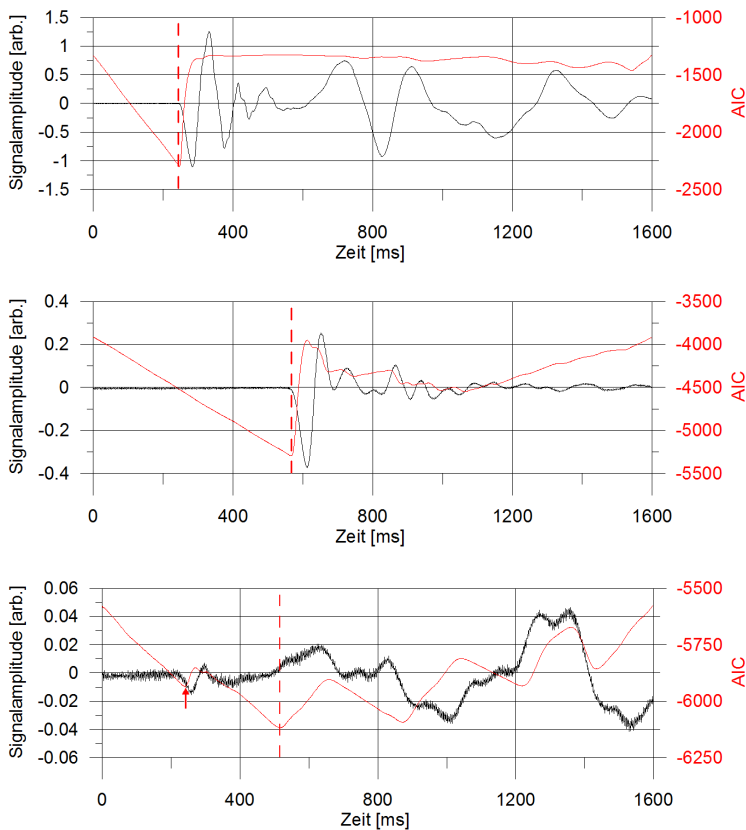 1.5 -1000
1 -1500
0.5
0 -2000
-0.5
-1
-1.5 -2500
Signalamplitude [arb.]
AIC
0 400 800 1200 1600
Zeit [ms]
0.4 -3500
0.2 -4000
0 -4500
-0.2 -5000
-0.4 -5500
Signalamplitude [arb.]
AIC
0 400 800 1200 1600
Zeit [ms]
0.06 -5500
0.04
0.02 -5750
0 -6000
-0.02
-0.04
-0.06 -6250
Signalamplitude [arb.]
AIC
0 400 800 1200 1600
Zeit [ms]